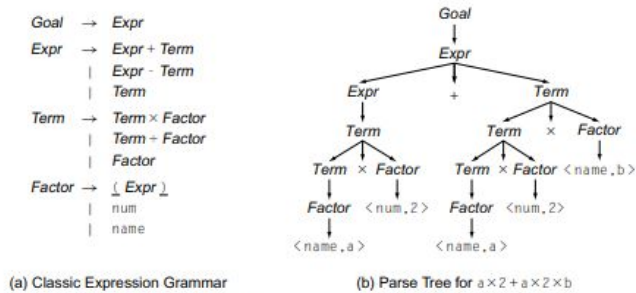 Goal → Expr
Expr → Expr + Term
| Expr - Term
| Term
Term → Term × Factor
| Term ÷ Factor
| Factor
Factor → ( Expr )
| num
| name
(a) Classic Expression Grammar
Goal
Expr
Expr + Term
Term Term × Factor
Term × Factor Term × Factor <name,b>
Factor <num,2> Factor <num,2>
<name,a> <name,a>
(b) Parse Tree for a×2+a×2×b